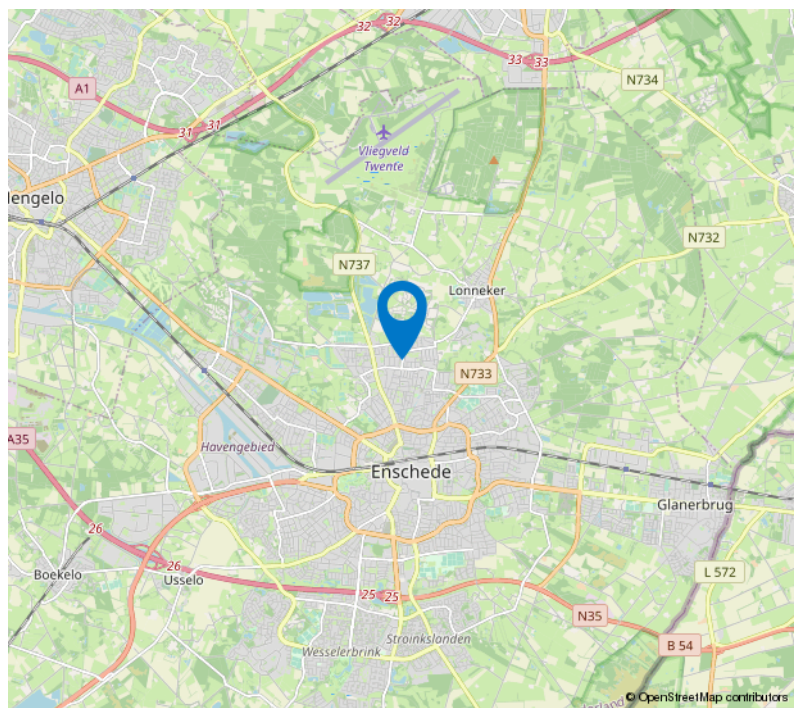 32
32
A1
33
33
N734
31
31
Vliegveld
Twente
Hengelo
N732
N737
Lonneker
N733
A35
Havengebied
Enschede
Glanerbrug
26
26
Boekelo
Usselo
L 572
25
25
N35
Stroinkslanden
B 54
Wesselerbrink
© OpenStreetMap contributors